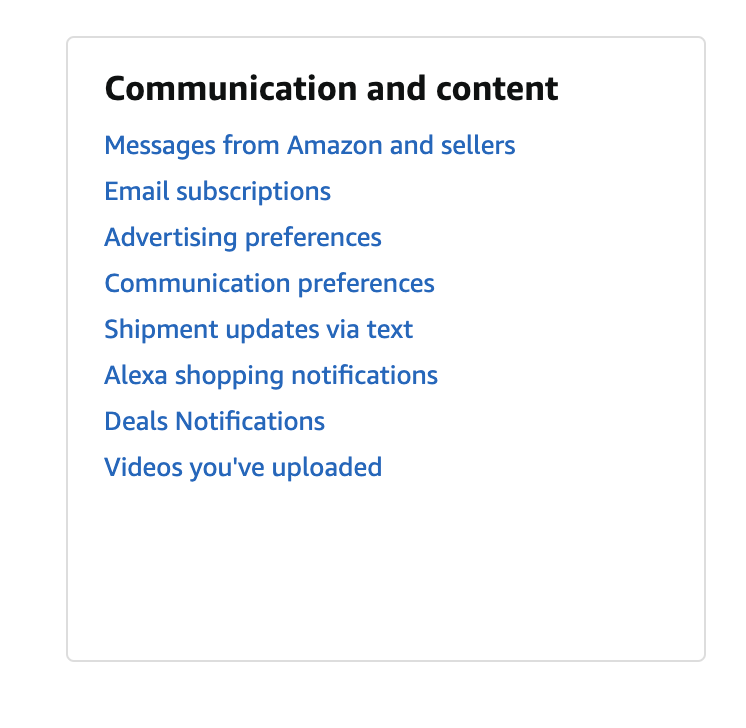 Communication and content
Messages from Amazon and sellers
Email subscriptions
Advertising preferences
Communication preferences
Shipment updates via text
Alexa shopping notifications
Deals Notifications
Videos you've uploaded